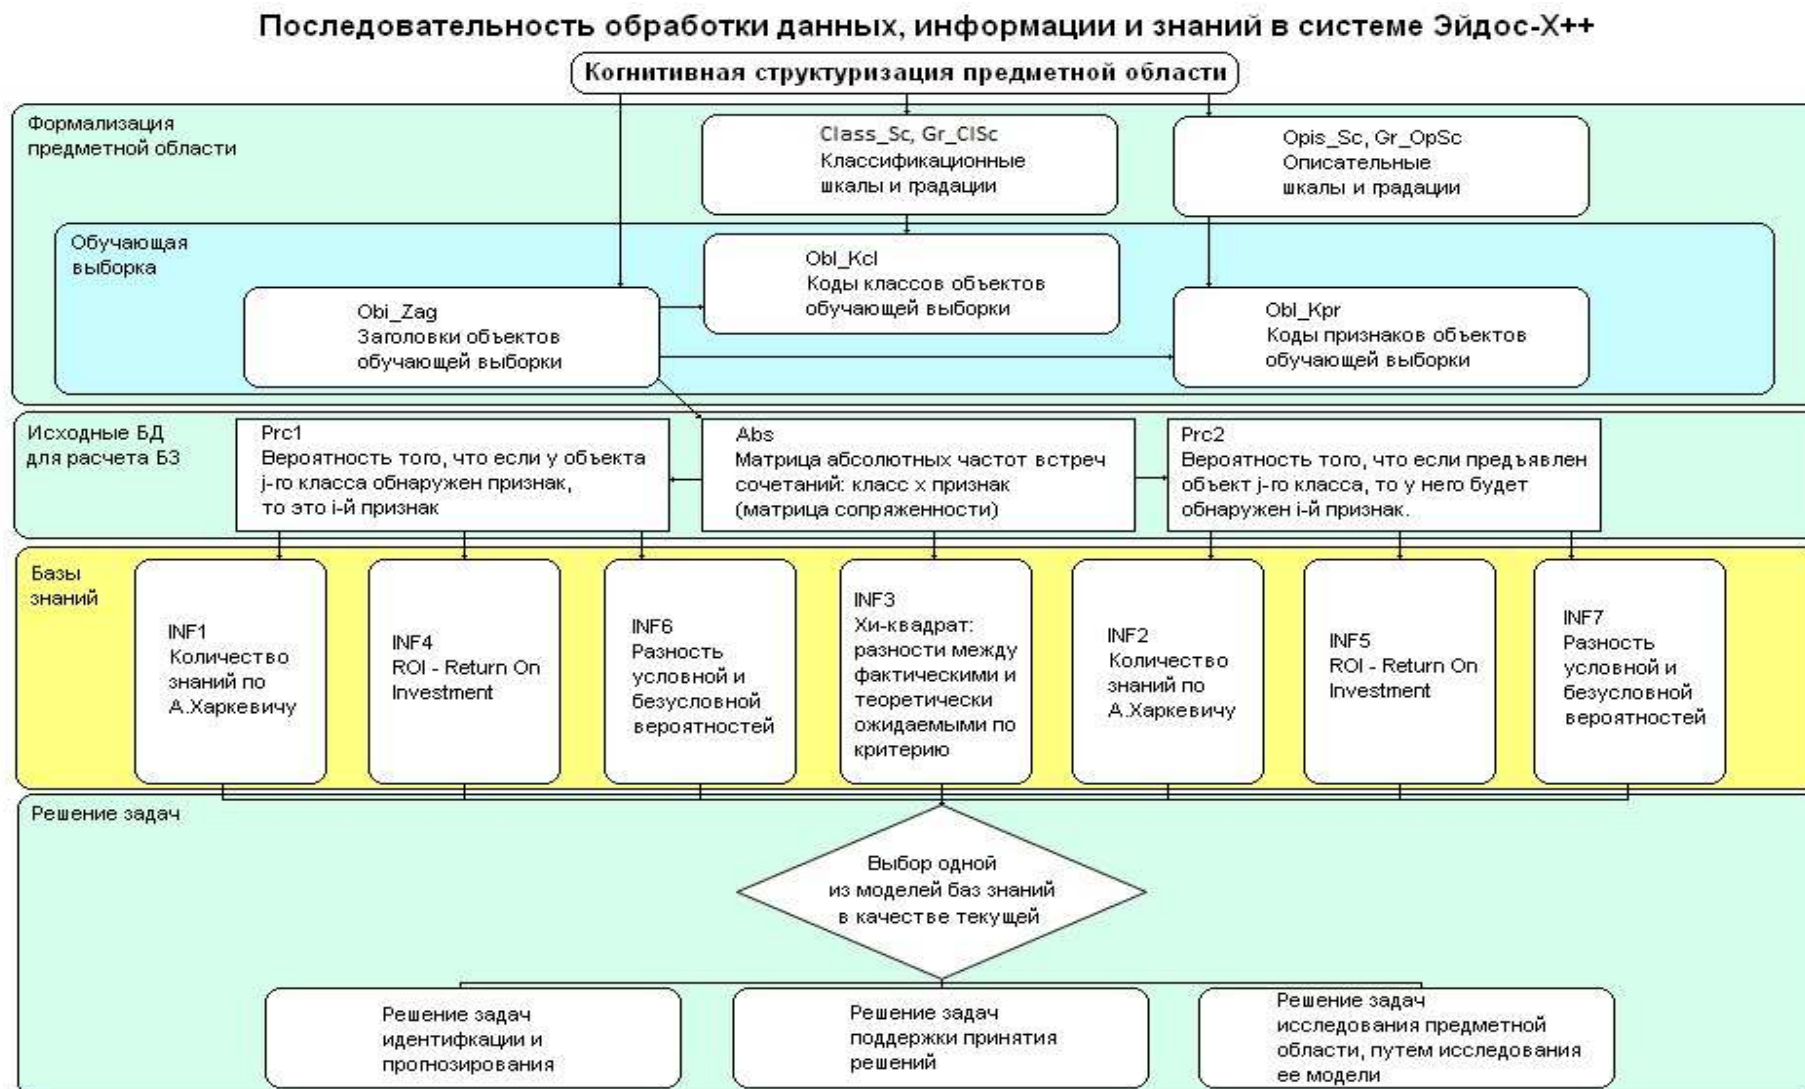 Последовательность обработки данных, информации и знаний в системе Эйдос-X++
Когнитивная структуризация предметной области
Формализация
предметной области
Class_Sc, Gr_ClSc
Классификационные
шкалы и градации
Opis_Sc, Gr_OpSc
Описательные
шкалы и градации
Обучающая
выборка
Obl_Kcl
Коды классов объектов
обучающей выборки
Obi_Zag
Заголовки объектов
обучающей выборки
Obl_Kpr
Коды признаков объектов
обучающей выборки
Исходные БД
для расчета БЗ
Prc1
Вероятность того, что если у объекта
j-го класса обнаружен признак,
то это i-й признак
Abs
Матрица абсолютных частот встреч
сочетаний: класс х признак
(матрица сопряженности)
Prc2
Вероятность того, что если предъявлен
объект j-го класса, то у него будет
обнаружен i-й признак.
Базы
знаний
INF1
Количество
знаний по
А.Харкевичу
INF4
ROI - Return On
Investment
INF6
Разность
условной и
безусловной
вероятностей
INF3
Хи-квадрат:
разности между
фактическими и
теоретически
ожидаемыми по
критерию
INF2
Количество
знаний по
А.Харкевичу
INF5
ROI - Return On
Investment
INF7
Разность
условной и
безусловной
вероятностей
Решение задач
Выбор одной
из моделей баз знаний
в качестве текущей
Решение задач
идентифкации и
прогнозирования
Решение задач
поддержки принятия
решений
Решение задач
исследования предметной
области, путем исследования
ее модели